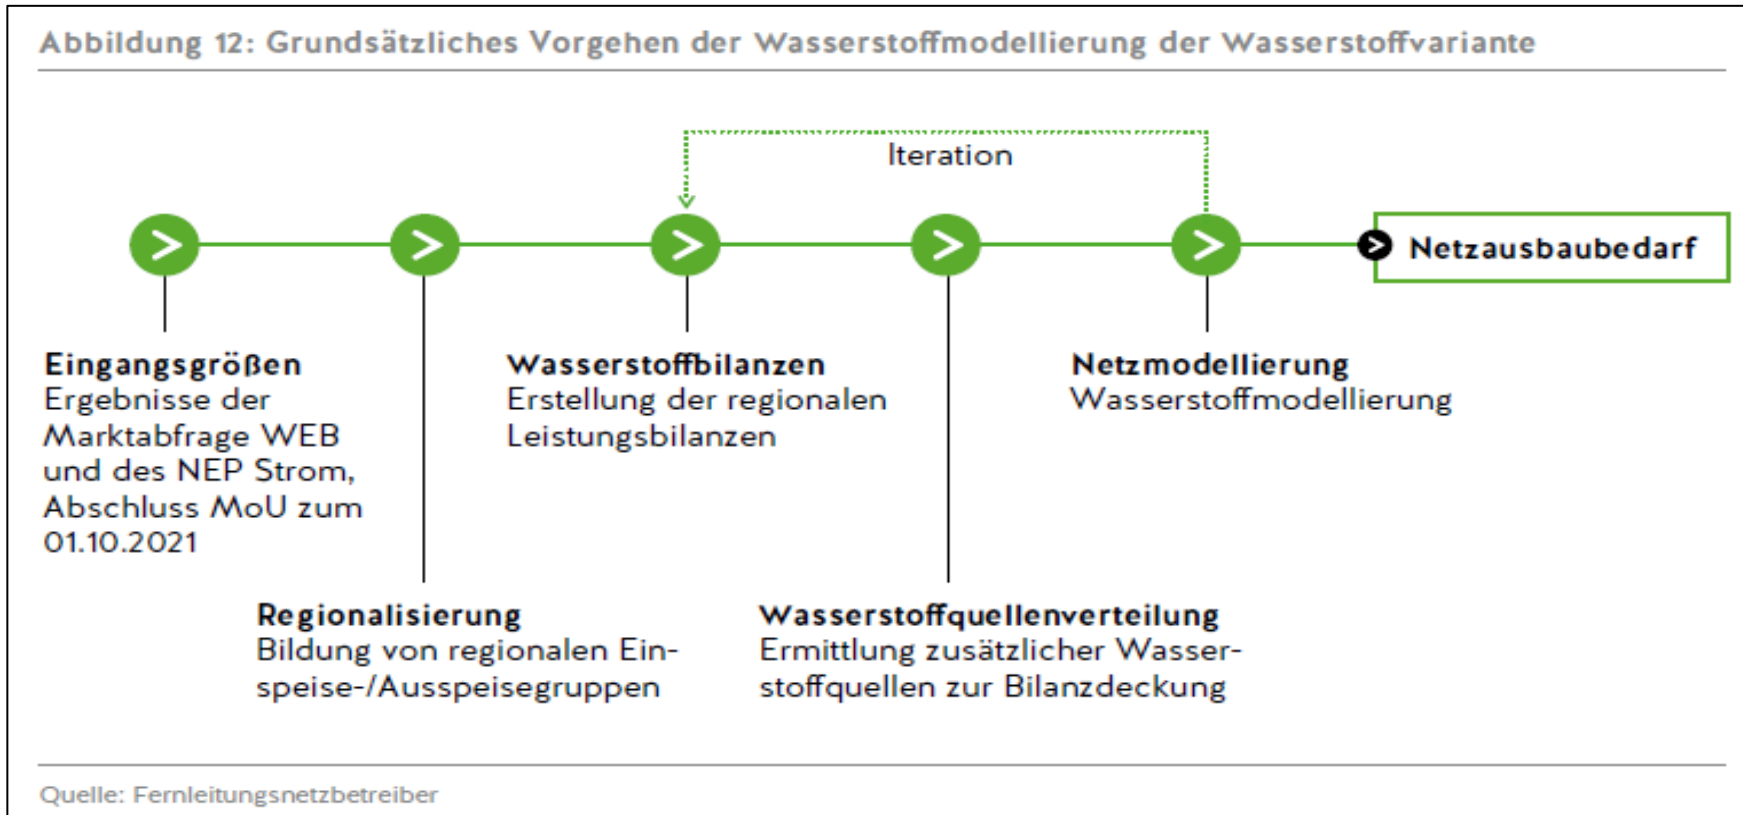 Abbildung 12: Grundsätzliches Vorgehen der Wasserstoffmodellierung der Wasserstoffvariante
Iteration
Netzausbaubedarf
Eingangsgrößen
Ergebnisse der
Marktabfrage WEB
und des NEP Strom,
Abschluss MoU zum
01.10.2021
Wasserstoffbilanzen
Erstellung der regionalen
Leistungsbilanzen
Netzmodellierung
Wasserstoffmodellierung
Regionalisierung
Bildung von regionalen Ein-
speise-/Ausspeisegruppen
Wasserstoffquellenverteilung
Ermittlung zusätzlicher Wasser-
stoffquellen zur Bilanzdeckung
Quelle: Fernleitungsnetzbetreiber